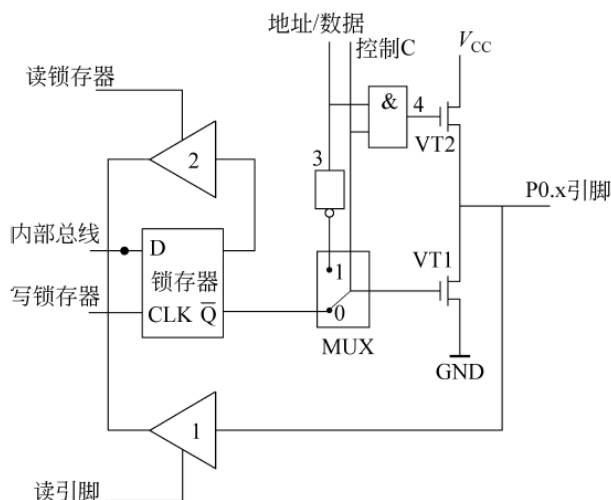 地址/数据
控制C
VCC
读锁存器
&
4
2
VT2
3
P0.x引脚
内部总线
D
锁存器
1
VT1
写锁存器
CLK
Q̅
0
MUX
GND
1
读引脚